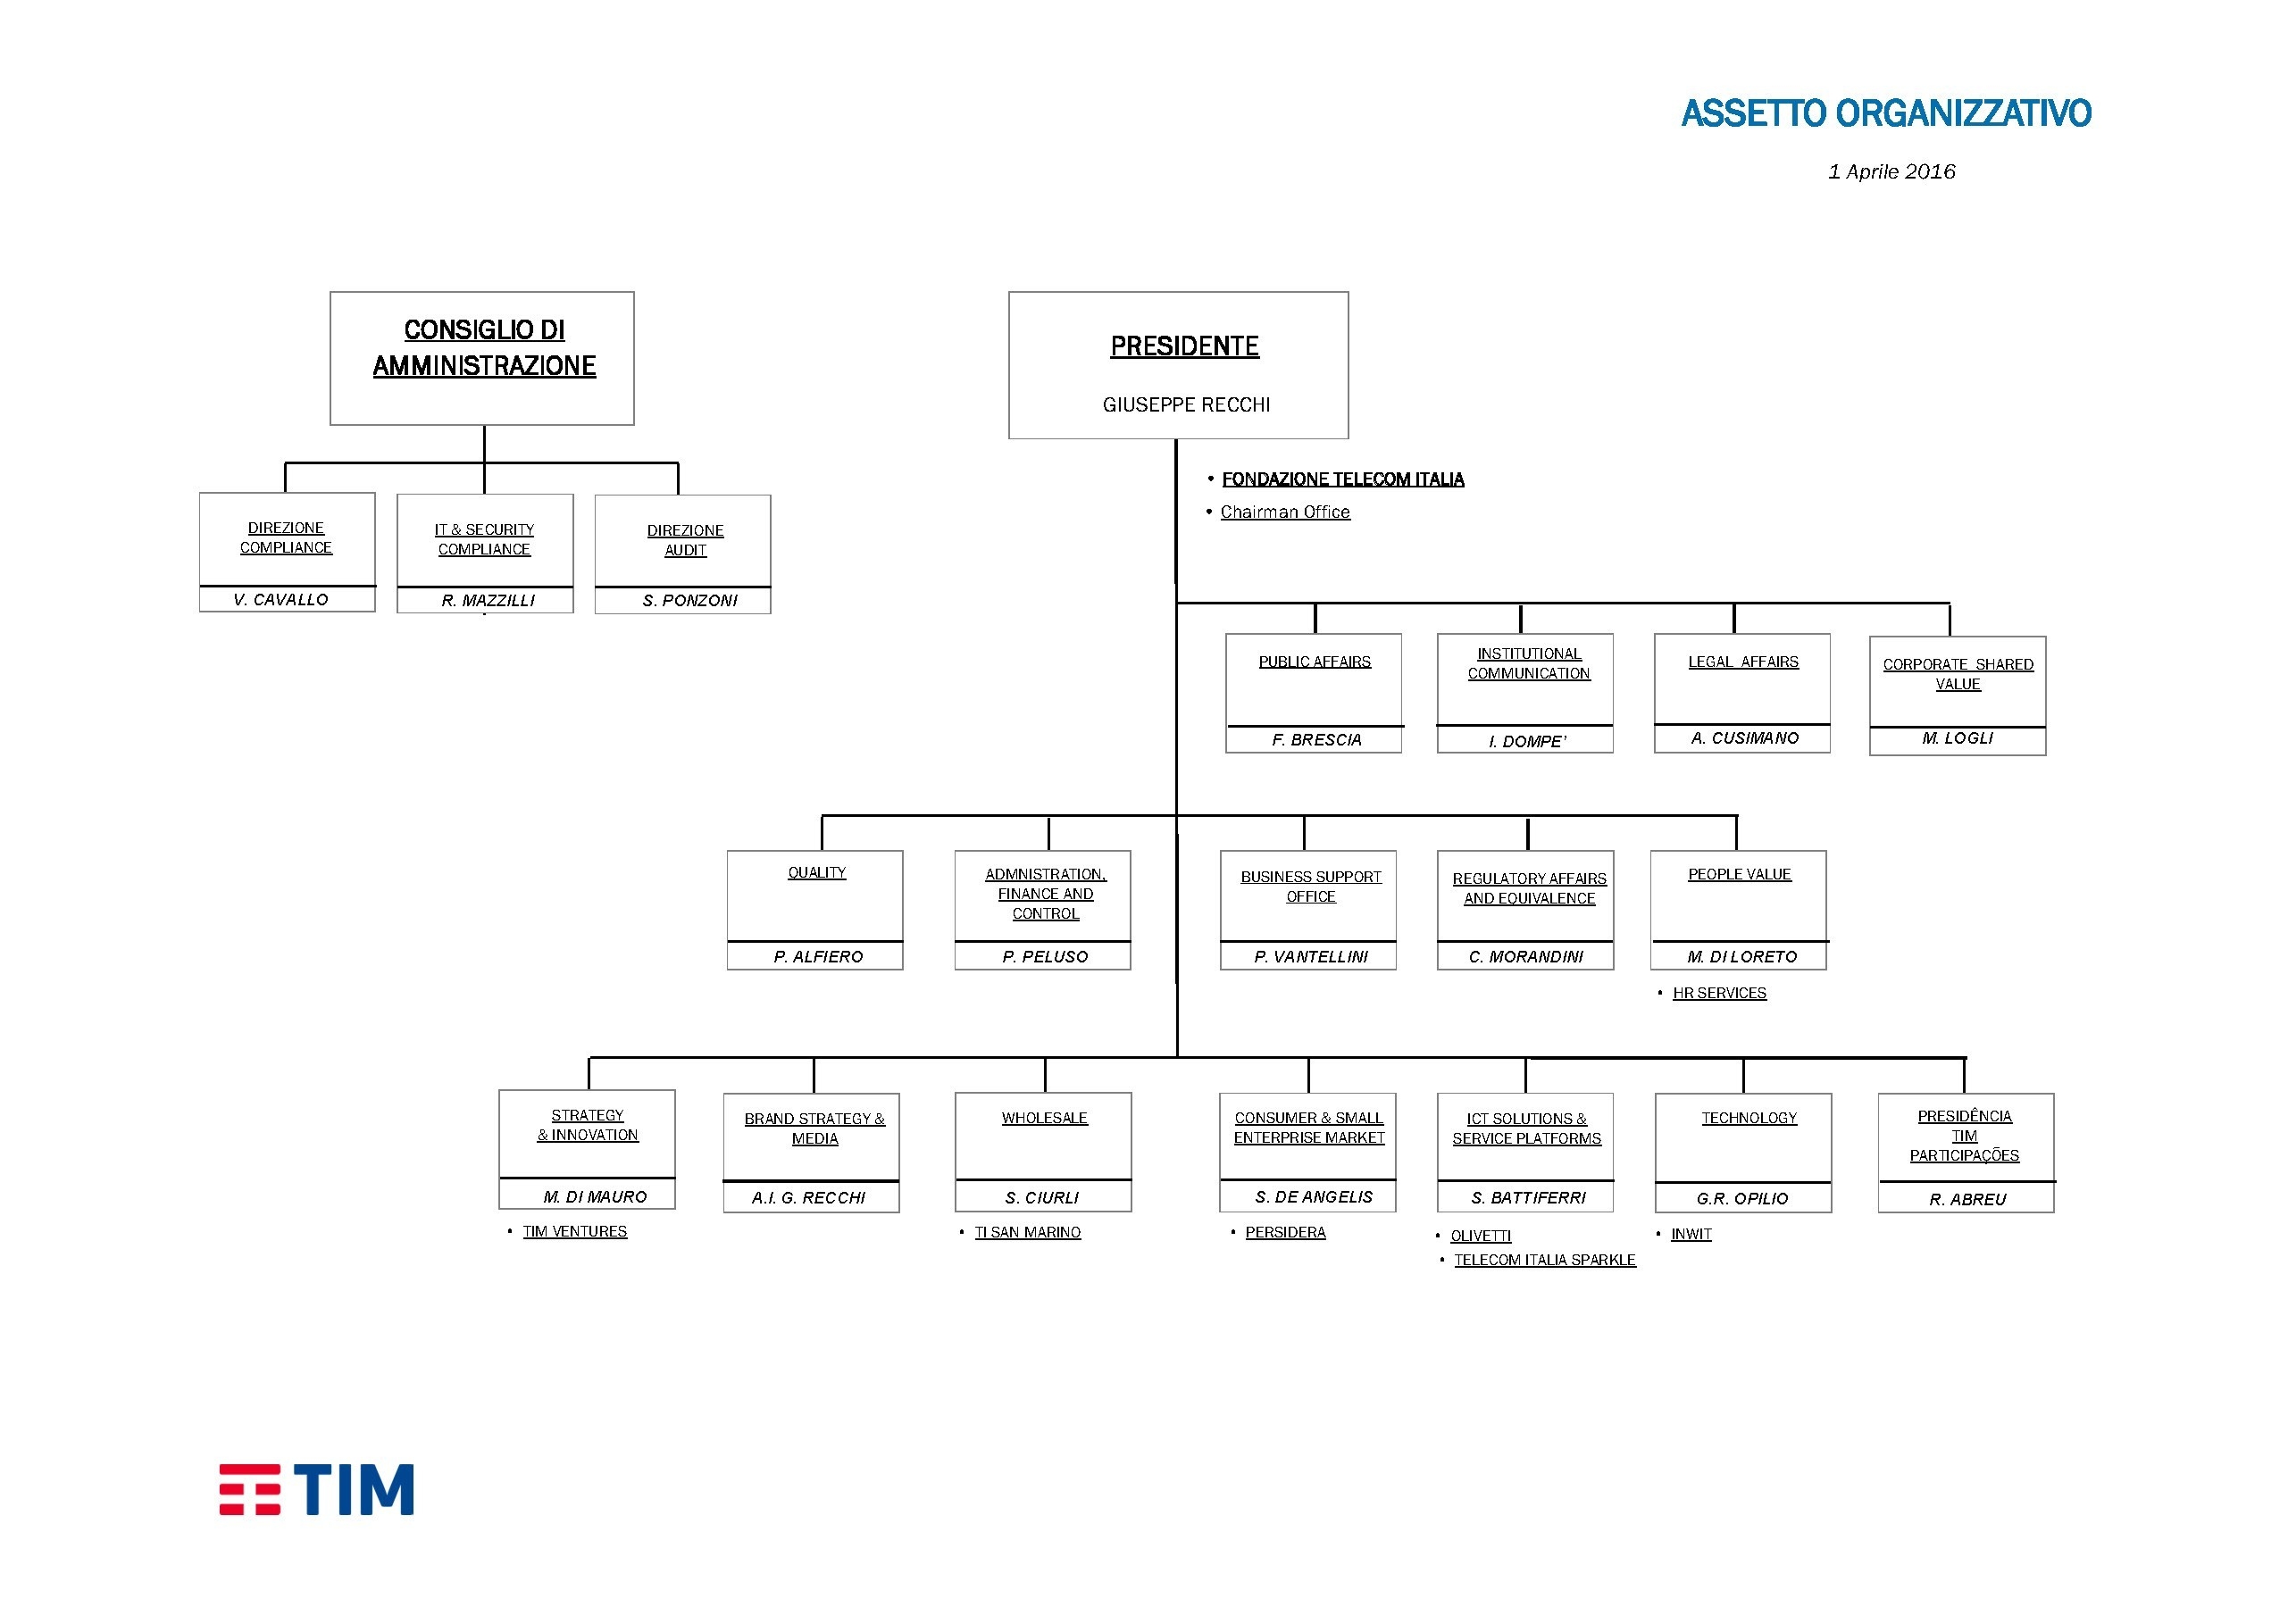 ASSETTO ORGANIZZATIVO
1 Aprile 2016
CONSIGLIO DI
AMMINISTRAZIONE
PRESIDENTE
GIUSEPPE RECCHI
• FONDAZIONE TELECOM ITALIA
• Chairman Office
DIREZIONE
COMPLIANCE
V. CAVALLO
IT & SECURITY
COMPLIANCE
R. MAZZILLI
DIREZIONE
AUDIT
S. PONZONI
PUBLIC AFFAIRS
F. BRESCIA
INSTITUTIONAL
COMMUNICATION
I. DOMPE'
LEGAL AFFAIRS
A. CUSIMANO
CORPORATE SHARED
VALUE
M. LOGLI
QUALITY
P. ALFIERO
ADMNISTRATION,
FINANCE AND
CONTROL
P. PELUSO
BUSINESS SUPPORT
OFFICE
P. VANTELLINI
REGULATORY AFFAIRS
AND EQUIVALENCE
C. MORANDINI
PEOPLE VALUE
M. DI LORETO
• HR SERVICES
STRATEGY
& INNOVATION
M. DI MAURO
• TIM VENTURES
BRAND STRATEGY &
MEDIA
A.I. G. RECCHI
WHOLESALE
S. CIURLI
• TI SAN MARINO
CONSUMER & SMALL
ENTERPRISE MARKET
S. DE ANGELIS
• PERSIDERA
ICT SOLUTIONS &
SERVICE PLATFORMS
S. BATTIFERRI
• OLIVETTI
• TELECOM ITALIA SPARKLE
TECHNOLOGY
G.R. OPILIO
• INWIT
PRESIDÊNCIA
TIM
PARTICIPAÇÕES
R. ABREU
TIM